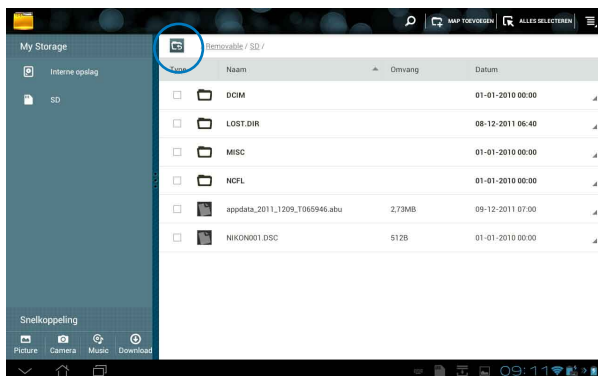 MAP TOEVOEGEN ALLES SELECTEREN
My Storage
Removable / SD /
Type Naam Omvang Datum
Interne opslag
SD
DCIM 01-01-2010 00:00
LOST.DIR 08-12-2011 06:40
MISC 01-01-2010 00:00
NCFL 01-01-2010 00:00
appdata_2011_1209_T065946.abu 2,73MB 09-12-2011 07:00
NIKON001.DSC 512B 01-01-2010 00:00
Snelkoppeling
Picture Camera Music Download
09:11